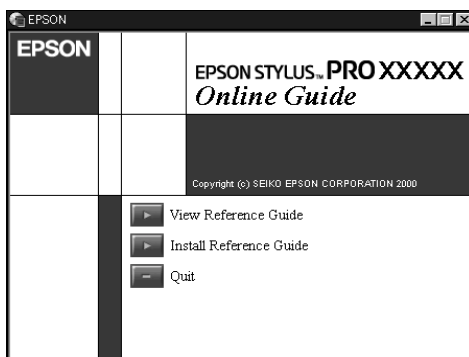 EPSON
EPSON
EPSON STYLUS™ PRO XXXXX
Online Guide
Copyright (c) SEIKO EPSON CORPORATION 2000
View Reference Guide
Install Reference Guide
Quit